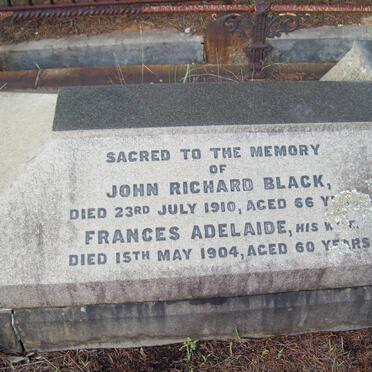 SACRED TO THE MEMORY
OF
JOHN RICHARD BLACK,
DIED 23RD JULY 1910, AGED 66
FRANCES ADELAIDE, HIS
DIED 15TH MAY 1904, AGED 60 YEARS